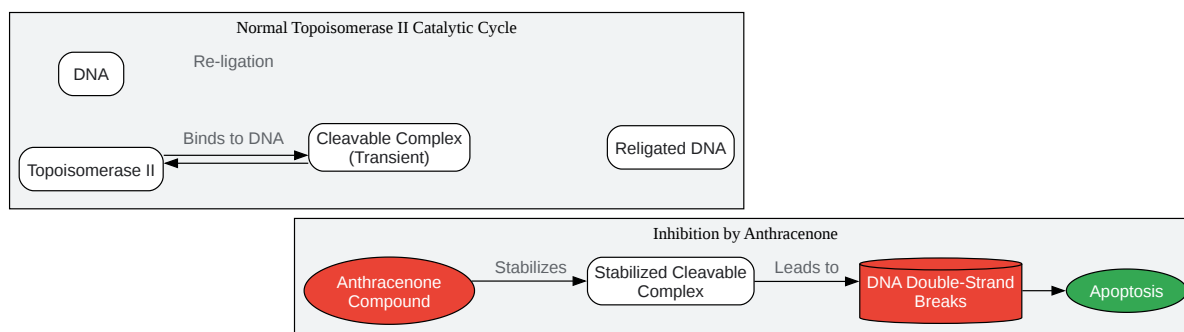 Normal Topoisomerase II Catalytic Cycle
DNA
Re-ligation
Binds to DNA
Cleavable Complex
(Transient)
Topoisomerase II
Religated DNA
Inhibition by Anthracenone
Anthracenone
Compound
Stabilizes
Stabilized Cleavable
Complex
Leads to
DNA Double-Strand
Breaks
Apoptosis